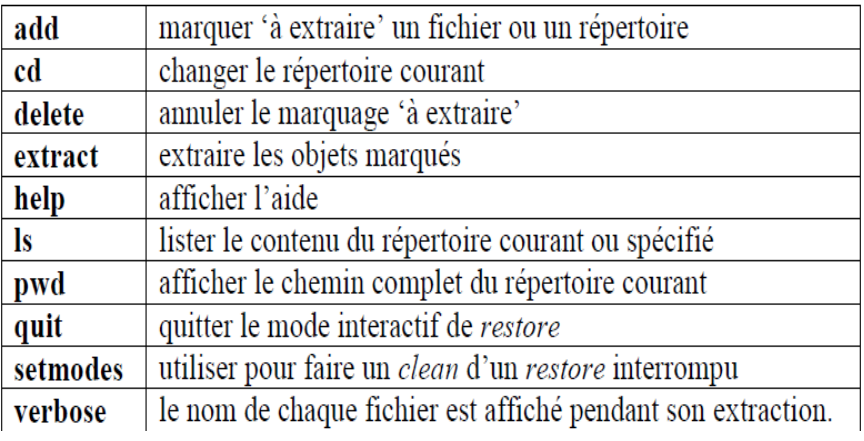 add marquer ‘à extraire’ un fichier ou un répertoire
cd changer le répertoire courant
delete annuler le marquage ‘à extraire’
extract extraire les objets marqués
help afficher l’aide
ls lister le contenu du répertoire courant ou spécifié
pwd afficher le chemin complet du répertoire courant
quit quitter le mode interactif de restore
setmodes utiliser pour faire un clean d’un restore interrompu
verbose le nom de chaque fichier est affiché pendant son extraction.